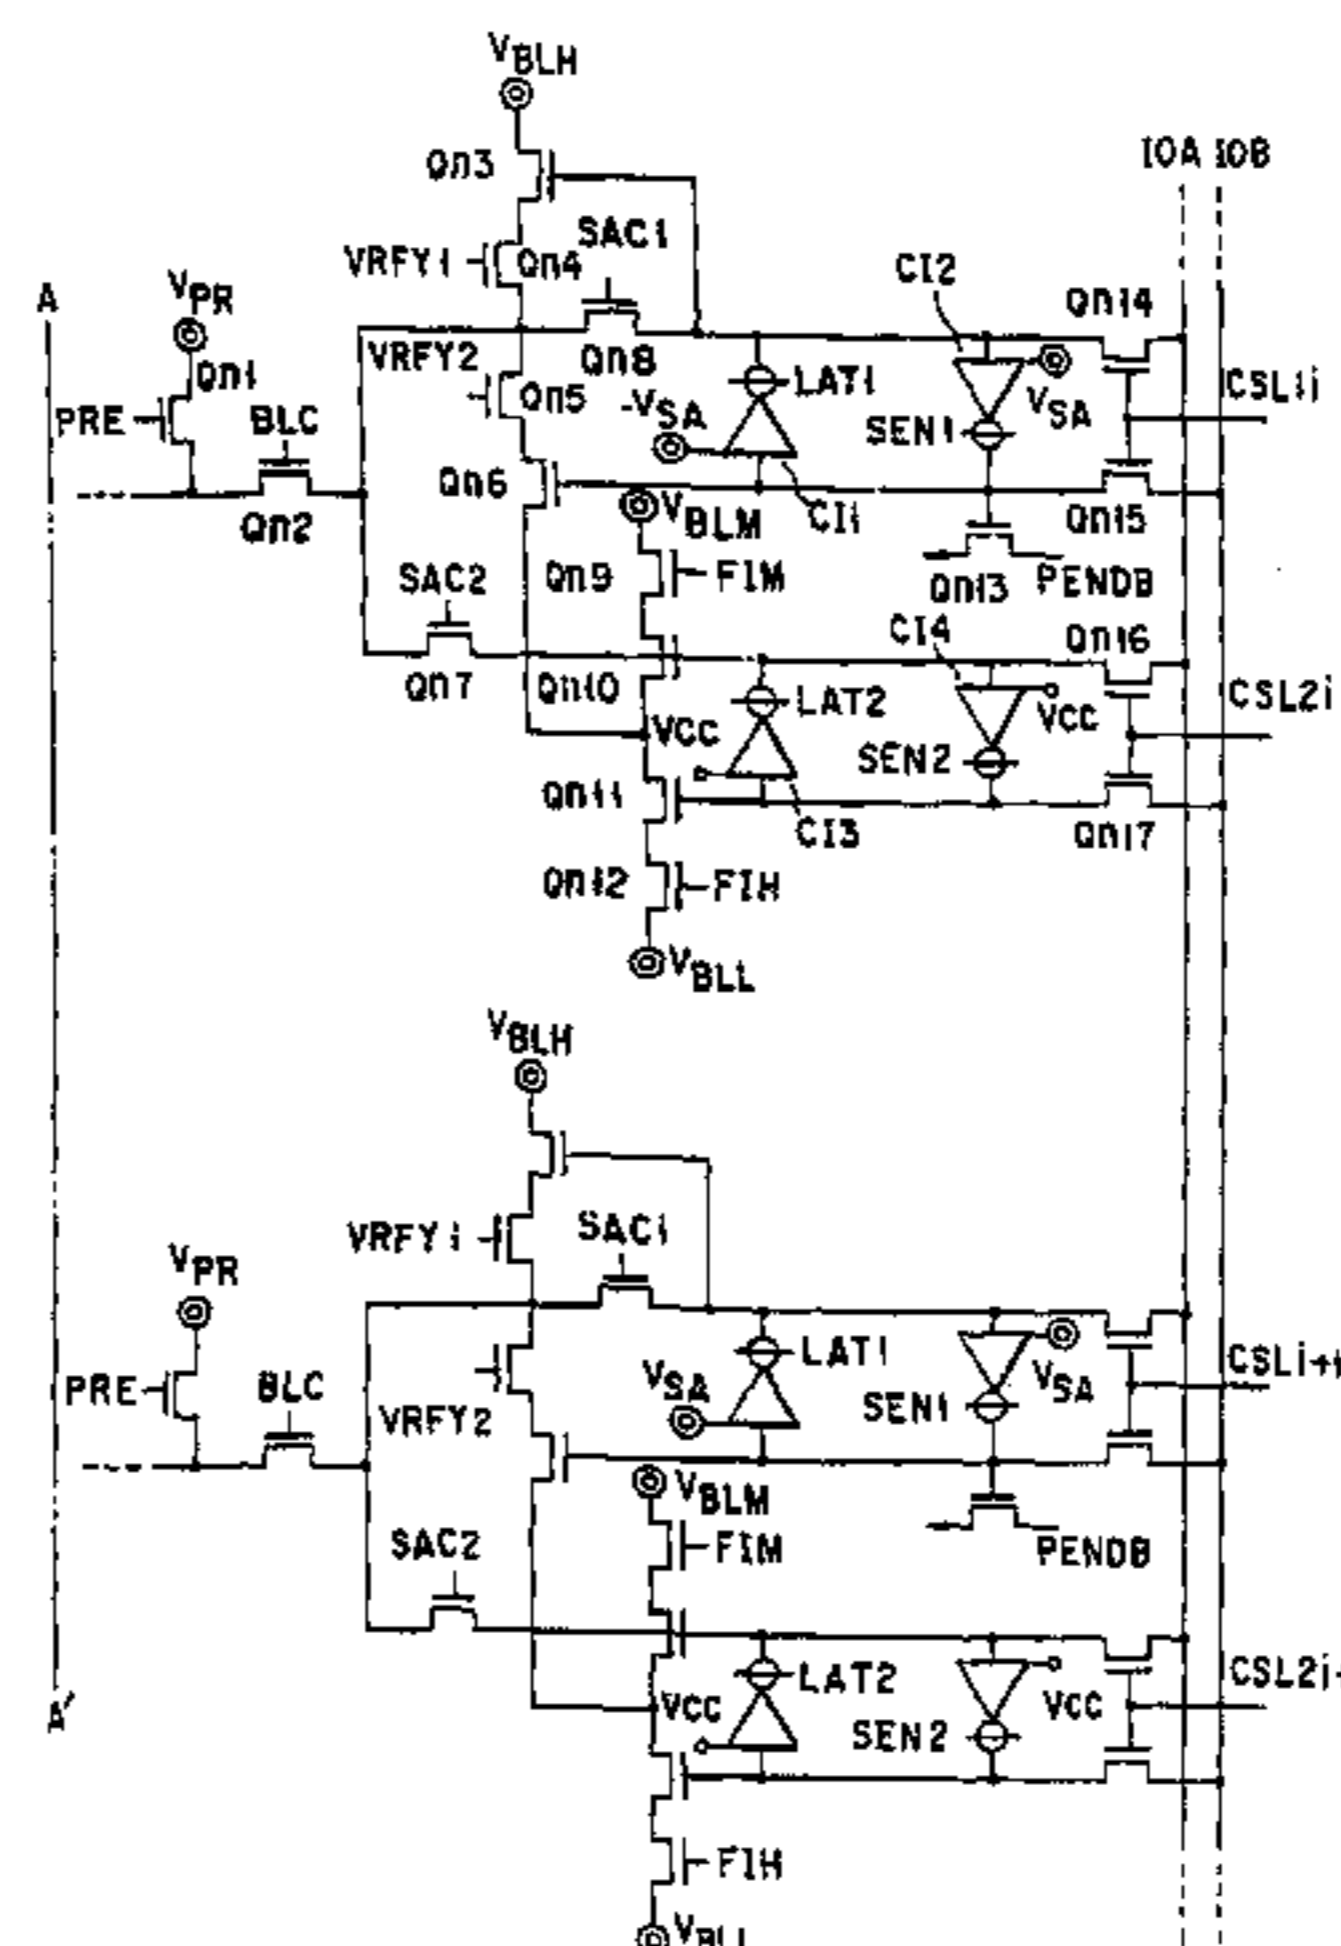 VBLH
Qn3
IOA IOB
SAC1
VRFY1
Qn4
CI2
A
VPR
Qn14
VRFY2
Qn8
Qn1
Qn5
-VSA
LAT1
VSA
CSL1i
PRE
BLC
SEN1
Qn6
Qn2
VBLM
CI1
Qn15
SAC2
Qn9
FIM
Qn13
PENDB
CI4
Qn16
Qn7
Qn10
LAT2
VCC
CSL2i
VCC
SEN2
Qn11
CI3
Qn17
Qn12
FIH
VBLL
VBLH
VRFY1
SAC1
VPR
LAT1
VSA
VSA
PRE
BLC
SEN1
VRFY2
VBLM
SAC2
FIM
PENDB
LAT2
VCC
VCC
A'
SEN2
FIH
VBLL